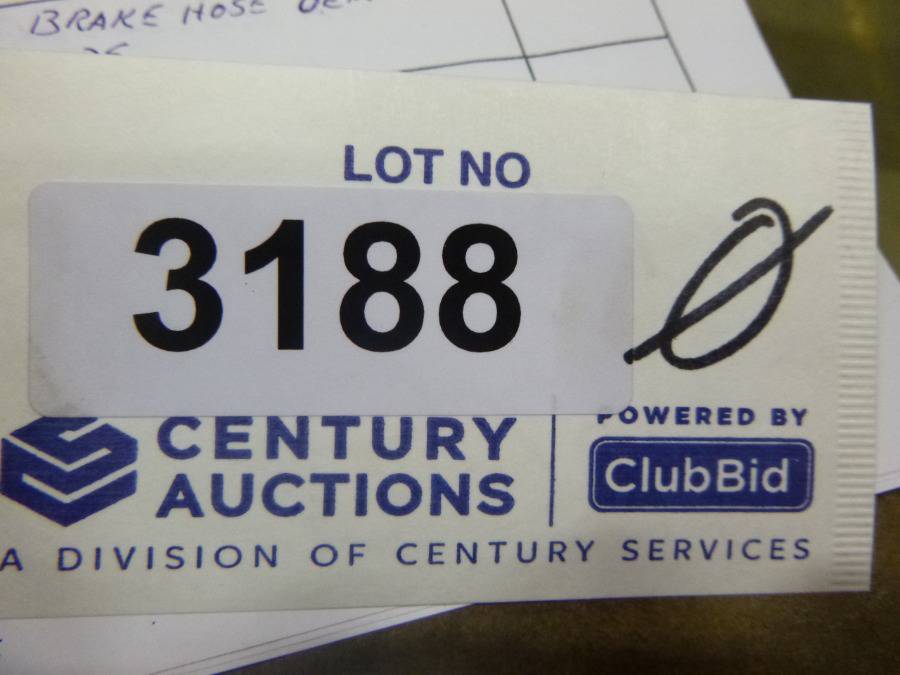 BRAKE HOSE
LOT NO
3188 Ø
CENTURY
AUCTIONS
POWERED BY
ClubBid
A DIVISION OF CENTURY SERVICES